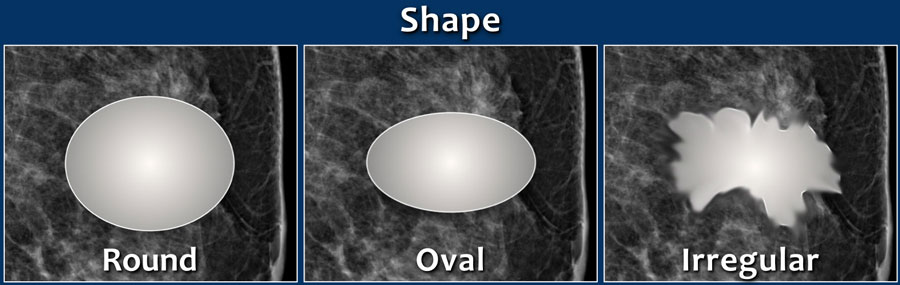 Shape
Round
Oval
Irregular